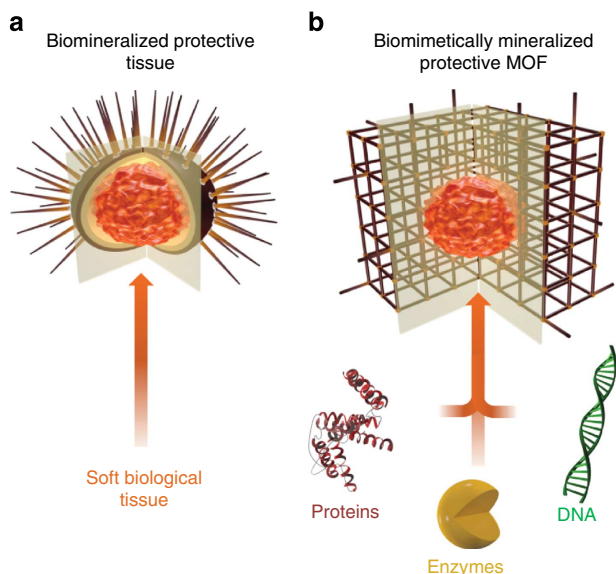 a
Biomineralized protective
tissue
Soft biological
tissue
b
Biomimetically mineralized
protective MOF
Proteins
Enzymes
DNA